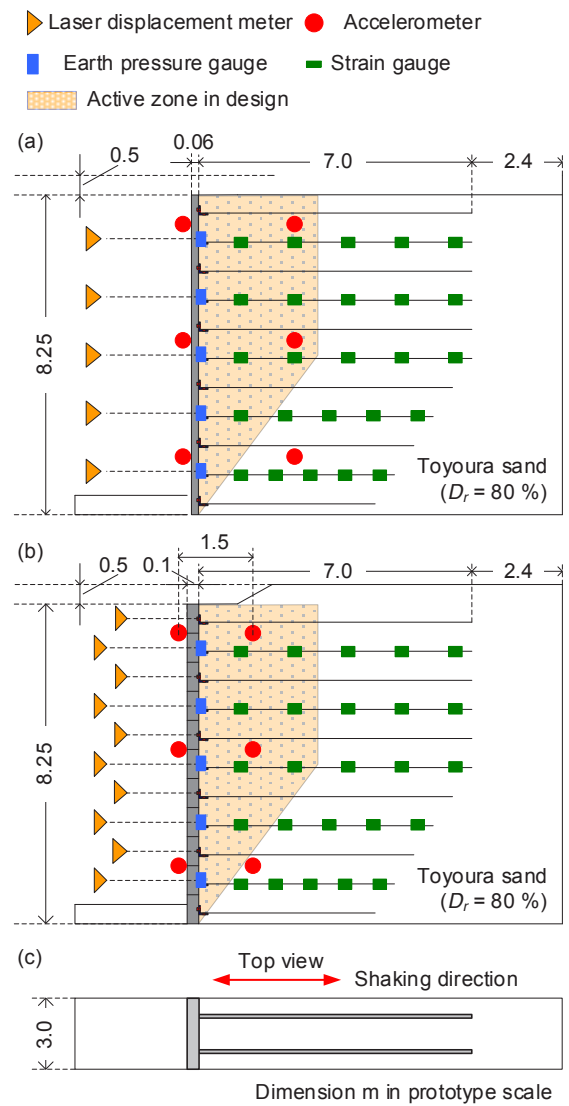 Laser displacement meter Accelerometer
Earth pressure gauge Strain gauge
Active zone in design
(a)
0.06
0.5 7.0 2.4
8.25
Toyoura sand
(Dr = 80 %)
(b)
1.5
0.5 0.1 7.0 2.4
8.25
Toyoura sand
(Dr = 80 %)
(c)
Top view
Shaking direction
3.0
Dimension m in prototype scale